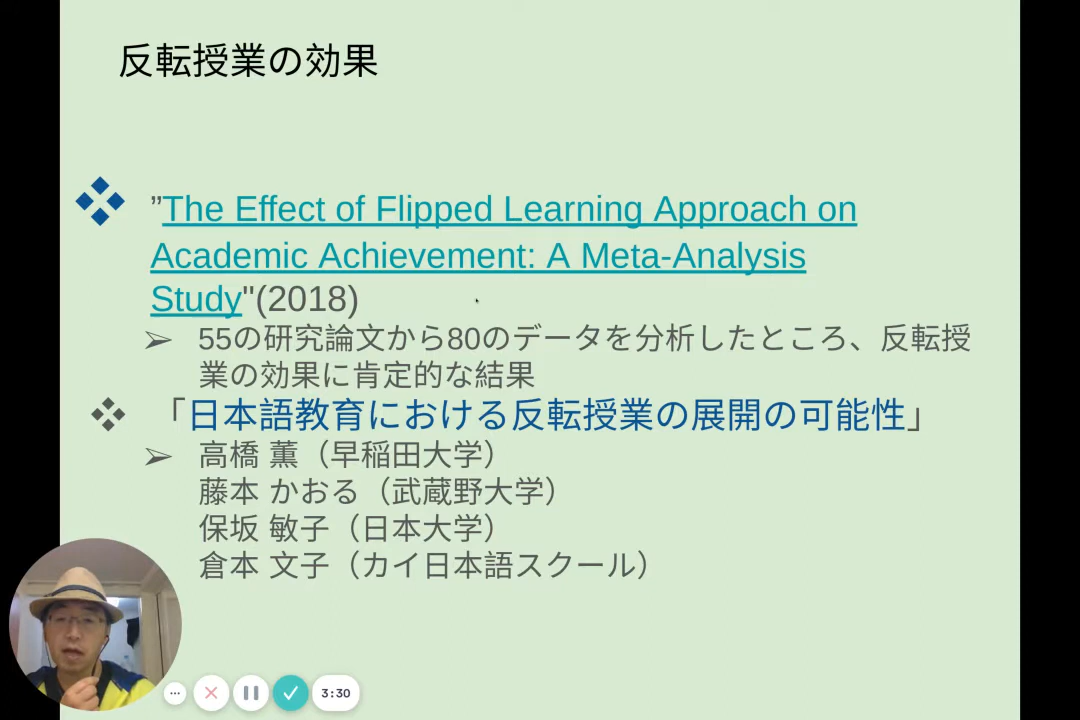 反転授業の効果
”The Effect of Flipped Learning Approach on
Academic Achievement: A Meta-Analysis
Study"(2018)
➢ 55の研究論文から80のデータを分析したところ、反転授
業の効果に肯定的な結果
「日本語教育における反転授業の展開の可能性」
➢ 高橋 薫（早稲田大学）
藤本 かおる（武蔵野大学）
保坂 敏子（日本大学）
倉本 文子（カイ日本語スクール）
3:30